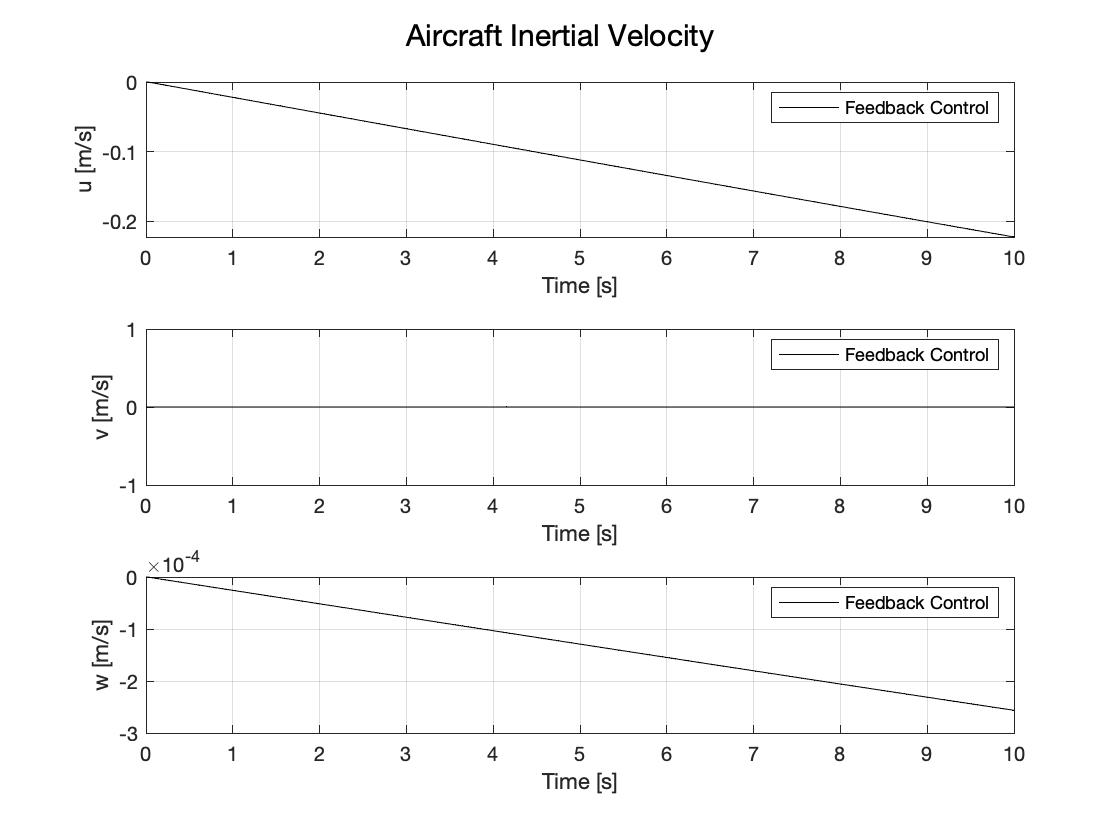 Aircraft Inertial Velocity
0
-0.1
-0.2
u [m/s]
Feedback Control
0 1 2 3 4 5 6 7 8 9 10
Time [s]
1
0
-1
v [m/s]
Feedback Control
0 1 2 3 4 5 6 7 8 9 10
Time [s]
×10-4
0
-1
-2
-3
w [m/s]
Feedback Control
0 1 2 3 4 5 6 7 8 9 10
Time [s]